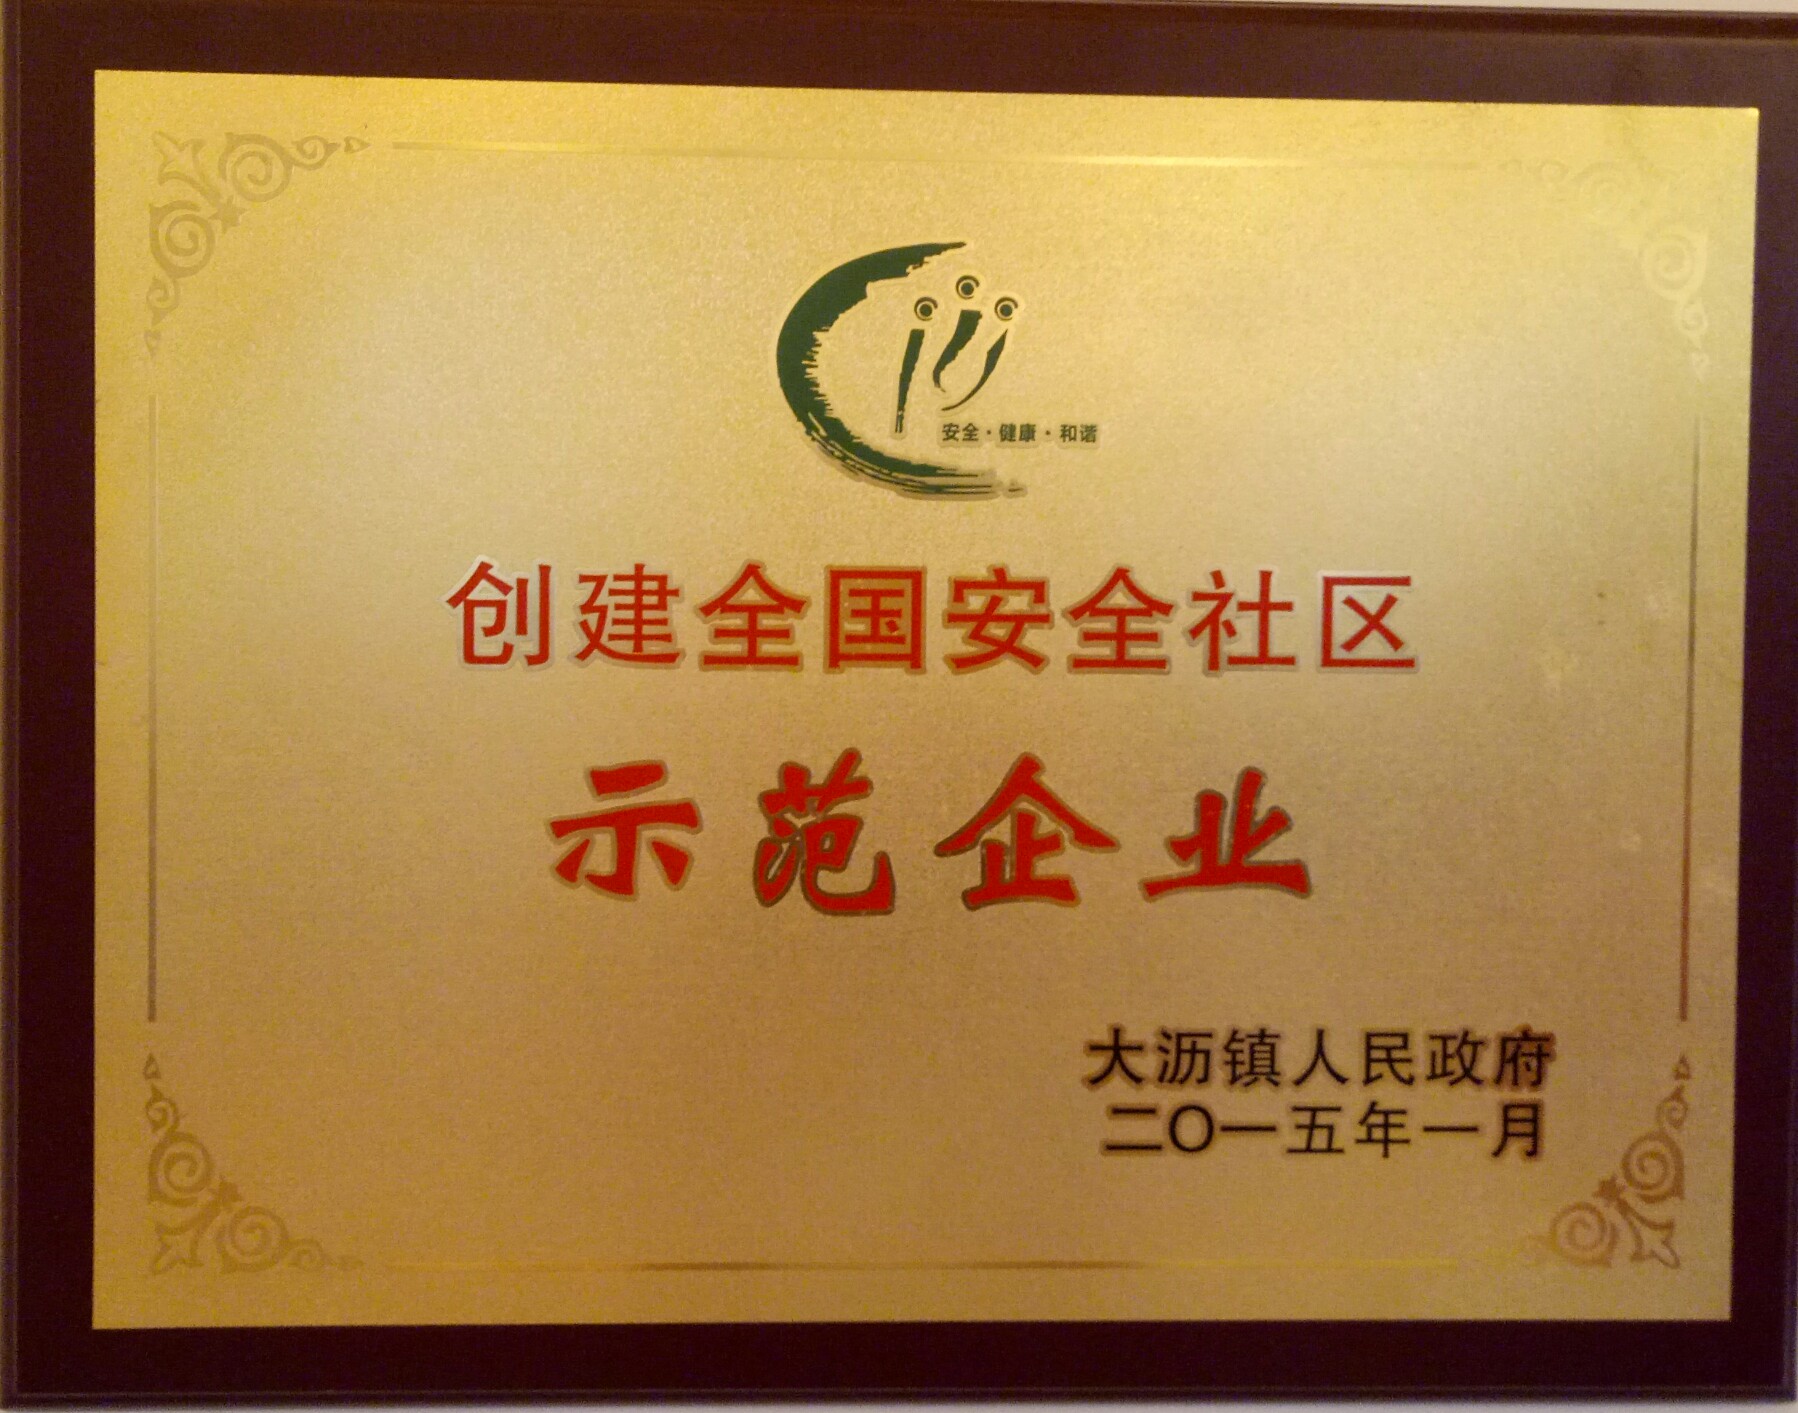 安全·健康·和谐
创建全国安全社区
示范企业
大沥镇人民政府
二〇一五年一月